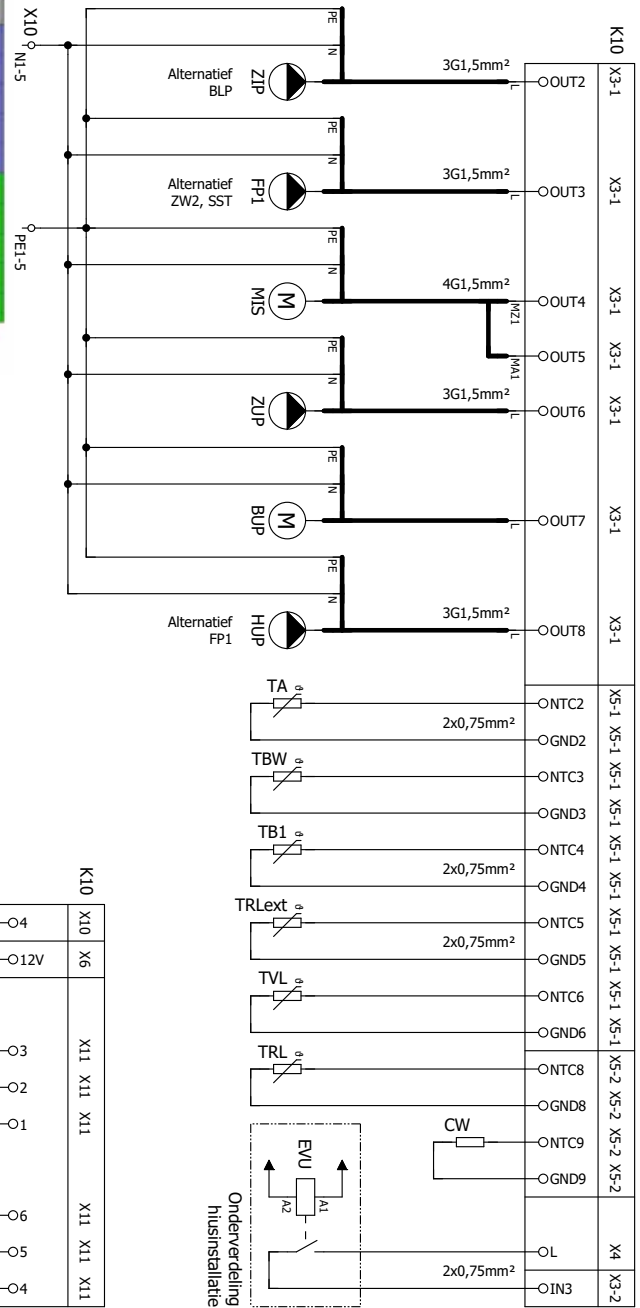 K10
X3-1
X3-1
X3-1
X3-1
X3-1
X3-1
X3-1
X5-1
X5-1
X5-1
X5-1
X5-1
X5-1
X5-1
X5-1
X5-1
X5-1
X5-2
X5-2
X5-2
X5-2
X4
X3-2
OUT2
3G1,5mm²
L
PE
N
ZIP
Alternatief
BLP
OUT3
3G1,5mm²
L
PE
N
FP1
Alternatief
ZW2, SST
OUT4
4G1,5mm²
MZ1
PE
N
M
MIS
OUT5
MA1
OUT6
3G1,5mm²
L
PE
N
ZUP
OUT7
L
PE
N
M
BUP
OUT8
3G1,5mm²
L
PE
N
HUP
Alternatief
FP1
X10
N1-5
PE1-5
TA
ϑ
NTC2
2x0,75mm²
GND2
TBW
ϑ
NTC3
GND3
TB1
ϑ
NTC4
2x0,75mm²
GND4
TRLext
ϑ
NTC5
2x0,75mm²
GND5
TVL
ϑ
NTC6
GND6
TRL
ϑ
NTC8
GND8
CW
NTC9
GND9
EVU
A1
A2
Onderverdeling
hiusinstallatie
L
2x0,75mm²
IN3
K10
X10
4
X6
12V
X11
3
X11
2
X11
1
X11
6
X11
5
X11
4